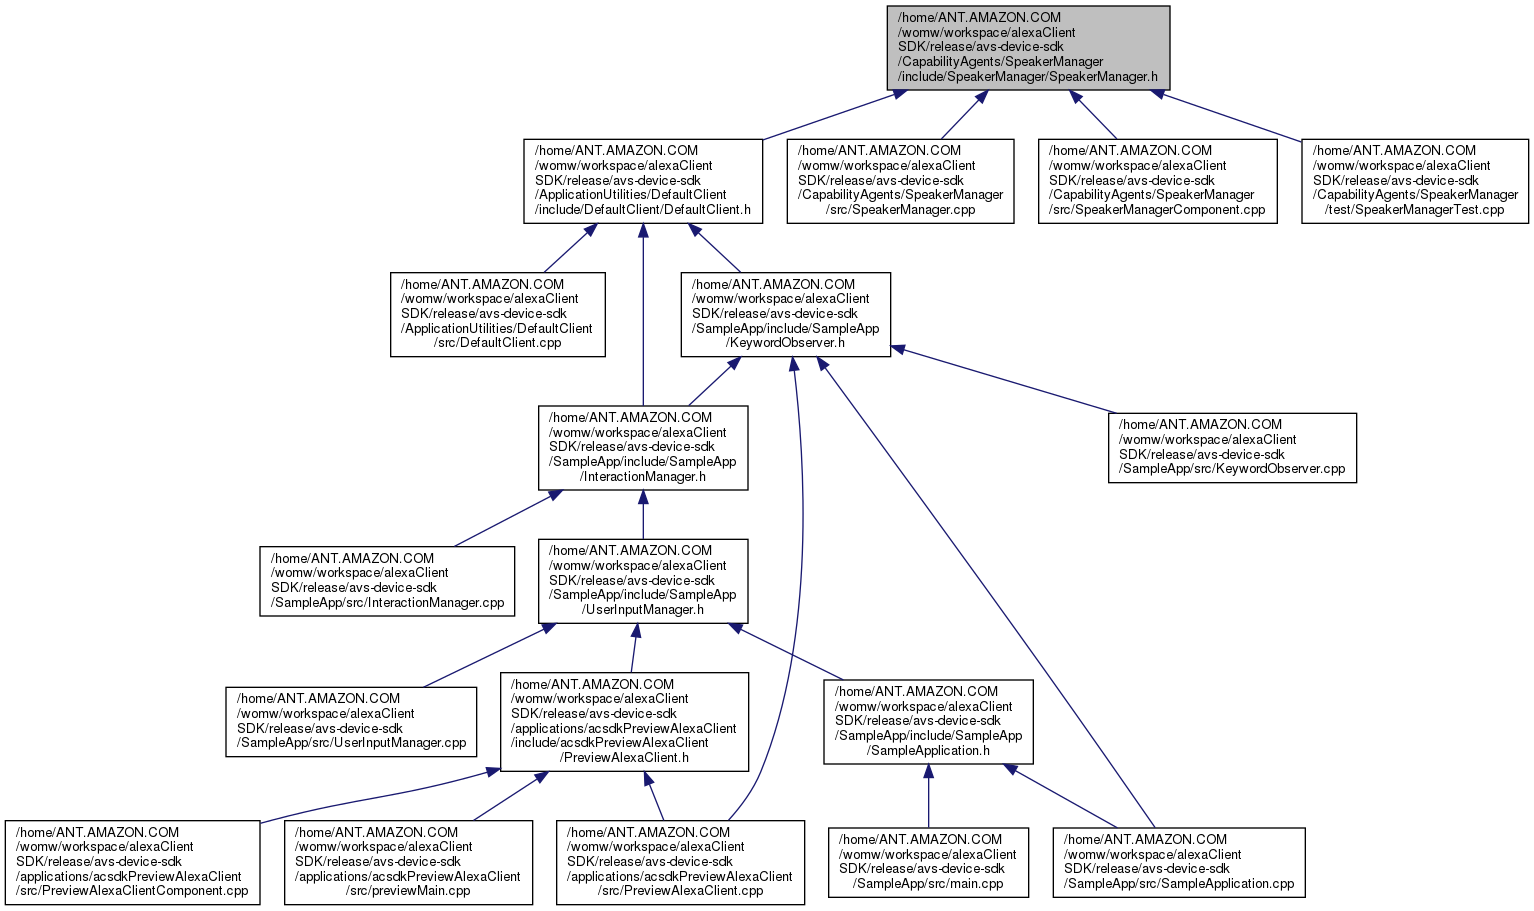 /home/ANT.AMAZON.COM
/womw/workspace/alexaClient
SDK/release/avs-device-sdk
/CapabilityAgents/SpeakerManager
/include/SpeakerManager/SpeakerManager.h
/home/ANT.AMAZON.COM
/womw/workspace/alexaClient
SDK/release/avs-device-sdk
/ApplicationUtilities/DefaultClient
/include/DefaultClient/DefaultClient.h
/home/ANT.AMAZON.COM
/womw/workspace/alexaClient
SDK/release/avs-device-sdk
/CapabilityAgents/SpeakerManager
/src/SpeakerManager.cpp
/home/ANT.AMAZON.COM
/womw/workspace/alexaClient
SDK/release/avs-device-sdk
/CapabilityAgents/SpeakerManager
/src/SpeakerManagerComponent.cpp
/home/ANT.AMAZON.COM
/womw/workspace/alexaClient
SDK/release/avs-device-sdk
/CapabilityAgents/SpeakerManager
/test/SpeakerManagerTest.cpp
/home/ANT.AMAZON.COM
/womw/workspace/alexaClient
SDK/release/avs-device-sdk
/ApplicationUtilities/DefaultClient
/src/DefaultClient.cpp
/home/ANT.AMAZON.COM
/womw/workspace/alexaClient
SDK/release/avs-device-sdk
/SampleApp/include/SampleApp
/KeywordObserver.h
/home/ANT.AMAZON.COM
/womw/workspace/alexaClient
SDK/release/avs-device-sdk
/SampleApp/include/SampleApp
/InteractionManager.h
/home/ANT.AMAZON.COM
/womw/workspace/alexaClient
SDK/release/avs-device-sdk
/SampleApp/src/KeywordObserver.cpp
/home/ANT.AMAZON.COM
/womw/workspace/alexaClient
SDK/release/avs-device-sdk
/SampleApp/src/InteractionManager.cpp
/home/ANT.AMAZON.COM
/womw/workspace/alexaClient
SDK/release/avs-device-sdk
/SampleApp/include/SampleApp
/UserInputManager.h
/home/ANT.AMAZON.COM
/womw/workspace/alexaClient
SDK/release/avs-device-sdk
/SampleApp/src/UserInputManager.cpp
/home/ANT.AMAZON.COM
/womw/workspace/alexaClient
SDK/release/avs-device-sdk
/applications/acsdkPreviewAlexaClient
/include/acsdkPreviewAlexaClient
/PreviewAlexaClient.h
/home/ANT.AMAZON.COM
/womw/workspace/alexaClient
SDK/release/avs-device-sdk
/SampleApp/include/SampleApp
/SampleApplication.h
/home/ANT.AMAZON.COM
/womw/workspace/alexaClient
SDK/release/avs-device-sdk
/applications/acsdkPreviewAlexaClient
/src/PreviewAlexaClientComponent.cpp
/home/ANT.AMAZON.COM
/womw/workspace/alexaClient
SDK/release/avs-device-sdk
/applications/acsdkPreviewAlexaClient
/src/previewMain.cpp
/home/ANT.AMAZON.COM
/womw/workspace/alexaClient
SDK/release/avs-device-sdk
/applications/acsdkPreviewAlexaClient
/src/PreviewAlexaClient.cpp
/home/ANT.AMAZON.COM
/womw/workspace/alexaClient
SDK/release/avs-device-sdk
/SampleApp/src/main.cpp
/home/ANT.AMAZON.COM
/womw/workspace/alexaClient
SDK/release/avs-device-sdk
/SampleApp/src/SampleApplication.cpp